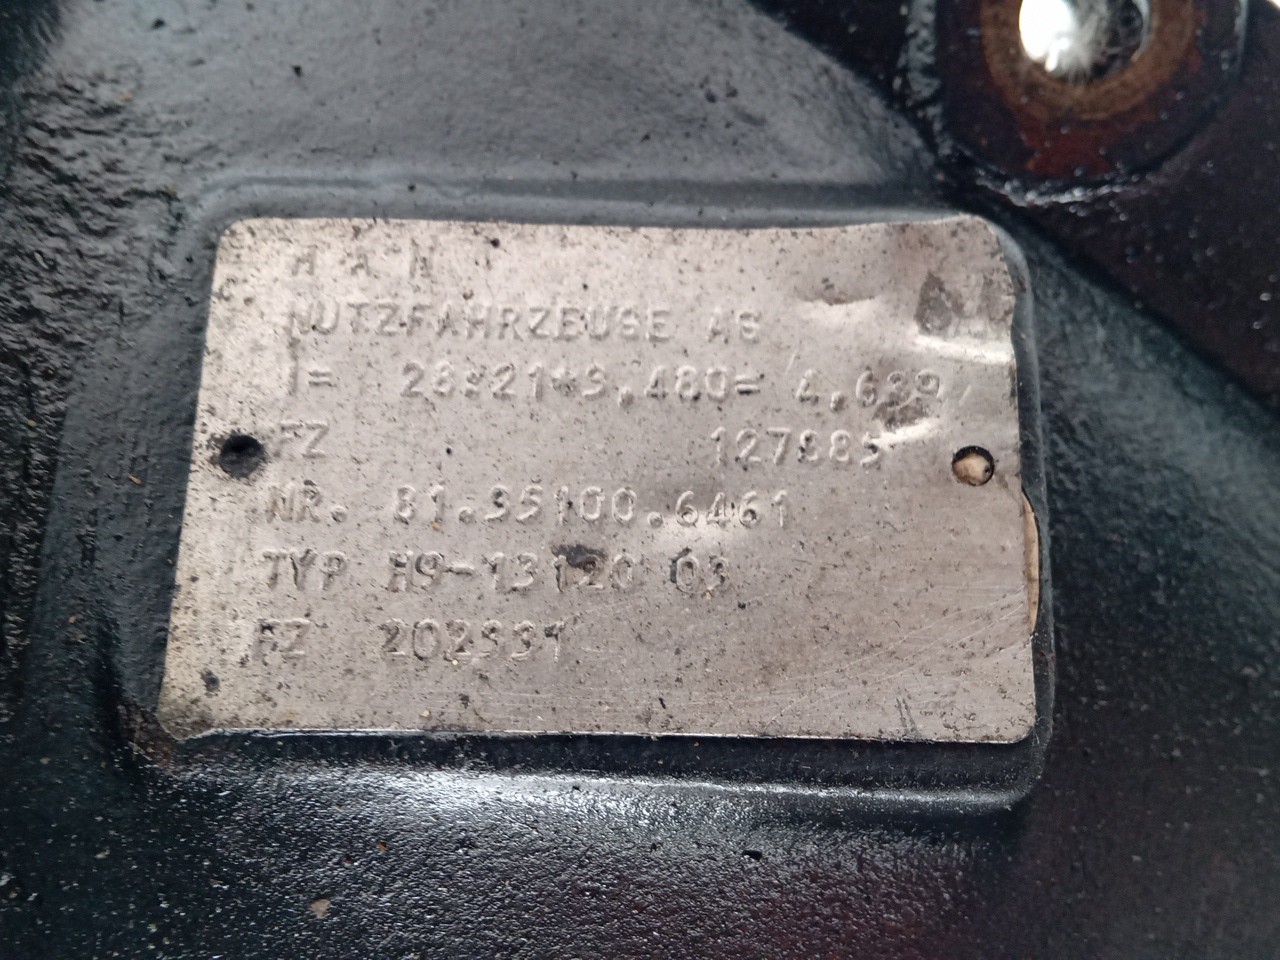 M A N
NUTZFAHRZEUGE AG
I= 28:21*3,480= 4,639
FZ 127885
NR. 81.35100.6461
TYP H9-13120 03
FZ 202331